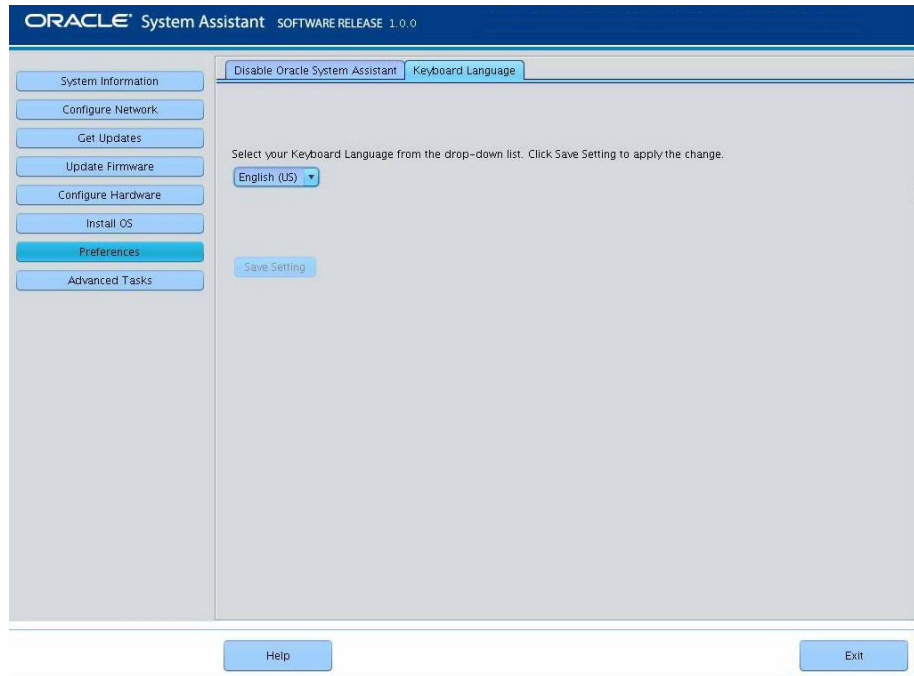 ORACLE® System Assistant SOFTWARE RELEASE 1.0.0
System Information
Configure Network
Get Updates
Update Firmware
Configure Hardware
Install OS
Preferences
Advanced Tasks
Disable Oracle System Assistant
Keyboard Language
Select your Keyboard Language from the drop-down list. Click Save Setting to apply the change.
English (US)
Save Setting
Help
Exit